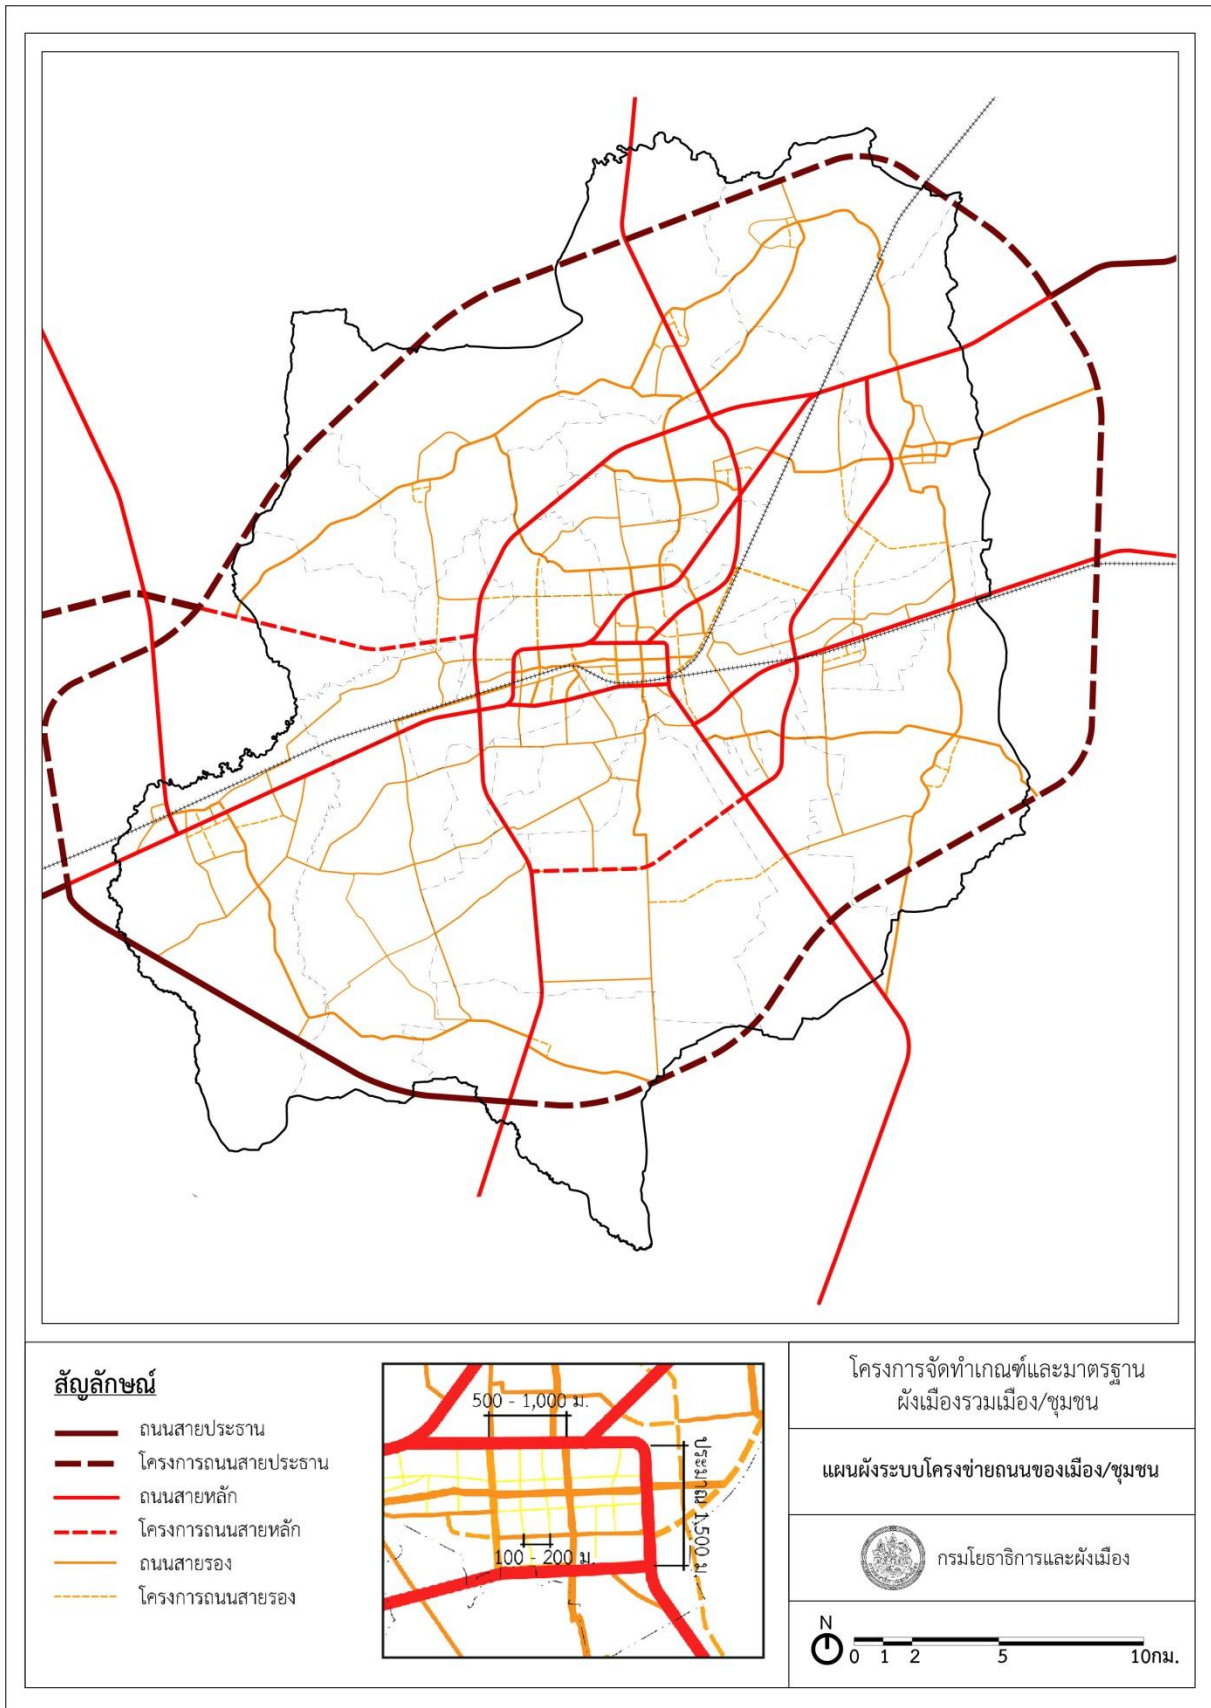 สัญลักษณ์
ถนนสายประธาน
โครงการถนนสายประธาน
ถนนสายหลัก
โครงการถนนสายหลัก
ถนนสายรอง
โครงการถนนสายรอง
500 - 1,000 ม.
ประมาณ 1,500 ม.
100 - 200 ม.
โครงการจัดทำเกณฑ์และมาตรฐาน
ผังเมืองรวมเมือง/ชุมชน
แผนผังระบบโครงข่ายถนนของเมือง/ชุมชน
กรมโยธาธิการและผังเมือง
N
0 1 2 5 10กม.